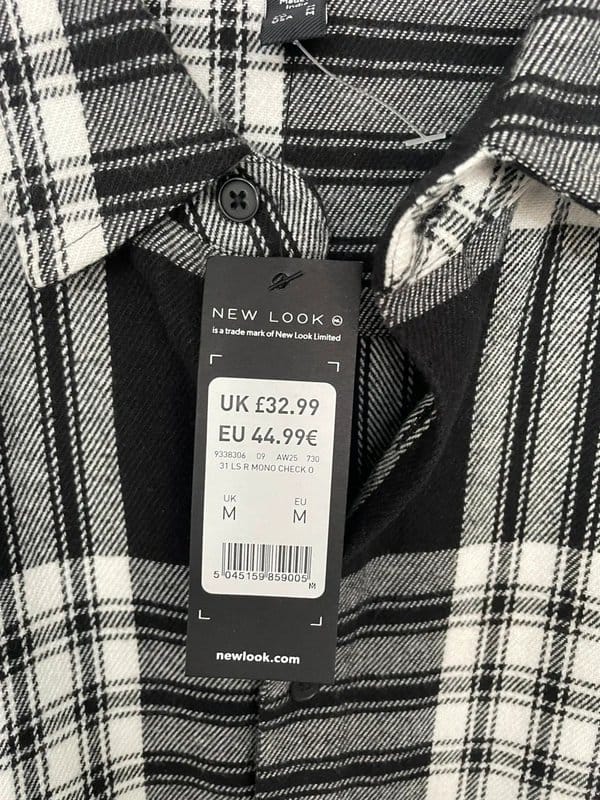 M
NEW LOOK NL
is a trade mark of New Look Limited
UK £32.99
EU 44.99€
9338306 09 AW25 730
31 LS R MONO CHECK O
UK EU
M M
5 045159 859005
M
newlook.com